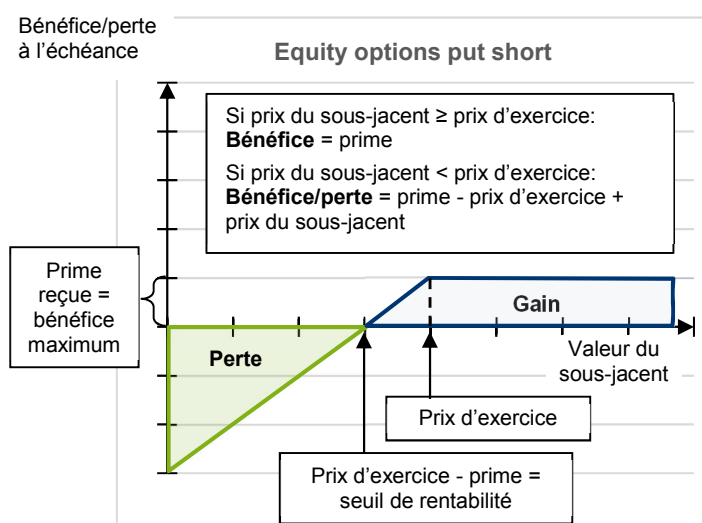 Bénéfice/perte
à l’échéance
Equity options put short
Si prix du sous-jacent ≥ prix d’exercice:
Bénéfice = prime
Si prix du sous-jacent < prix d’exercice:
Bénéfice/perte = prime - prix d’exercice +
prix du sous-jacent
Prime
reçue =
bénéfice
maximum
Gain
Perte
Valeur du
sous-jacent
Prix d’exercice
Prix d’exercice - prime =
seuil de rentabilité